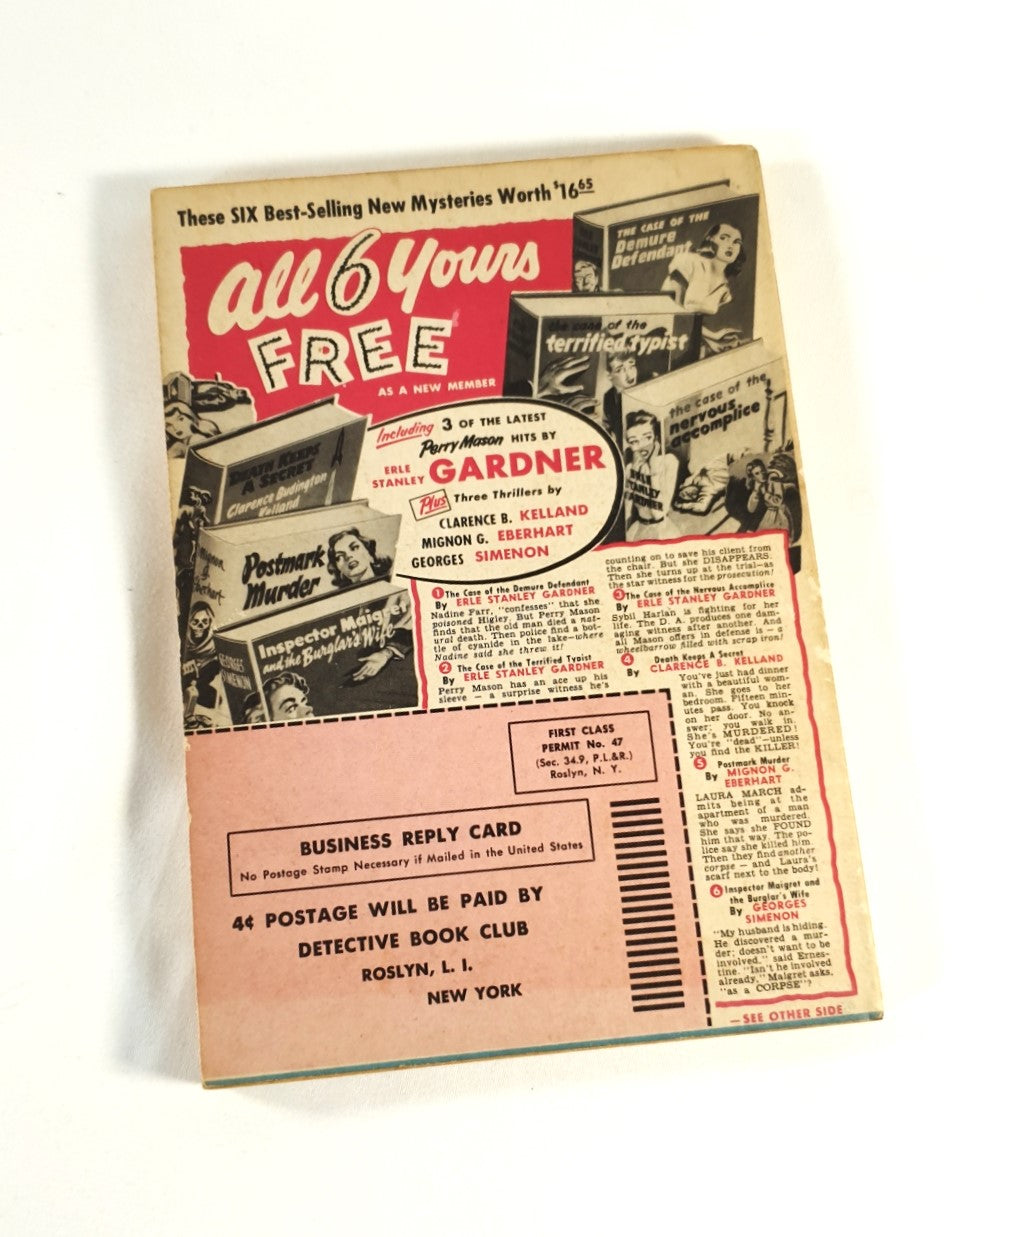 These SIX Best-Selling New Mysteries Worth $16 65
All 6 Yours
FREE
AS A NEW MEMBER
THE CASE OF THE
Demure
Defendant
the case of the
terrified typist
the case of the
nervous
accomplice
ERLE
STANLEY
GARDNER
DEATH KEEPS
A SECRET
Clarence Budington
Kelland
Mignon
G.
Eberhart
Postmark
Murder
GEORGES
SIMENON
Inspector Maigret
and the Burglar's Wife
Including 3 OF THE LATEST
Perry Mason HITS BY
ERLE
STANLEY GARDNER
Plus Three Thrillers by
CLARENCE B. KELLAND
MIGNON G. EBERHART
GEORGES SIMENON
1 The Case of the Demure Defendant
By ERLE STANLEY GARDNER
Nadine Farr, "confesses" that she
poisoned Higley. But Perry Mason
finds that the old man died a nat-
ural death. Then police find a bot-
tle of cyanide in the lake—where
Nadine said she threw it!
2 The Case of the Terrified Typist
By ERLE STANLEY GARDNER
Perry Mason has an ace up his
sleeve — a surprise witness he's
counting on to save his client from
the chair. But she DISAPPEARS.
Then she turns up at the trial—as
the star witness for the prosecution!
3 The Case of the Nervous Accomplice
By ERLE STANLEY GARDNER
Sybil Harlan is fighting for her
life. The D. A. produces one dam-
aging witness after another. And
all Mason offers in defense is — a
wheelbarrow filled with scrap iron!
4 Death Keeps A Secret
By CLARENCE B. KELLAND
You've just had dinner
with a beautiful wom-
an. She goes to her
bedroom. Fifteen min-
utes pass. You knock
on her door. No an-
swer; you walk in.
She's MURDERED!
You're "dead"—unless
you find the KILLER!
5 Postmark Murder
By MIGNON G.
EBERHART
LAURA MARCH ad-
mits being at the
apartment of a man
who was murdered.
She says she FOUND
him that way. The po-
lice say she killed him.
Then they find another
corpse — and Laura's
scarf next to the body!
6 Inspector Maigret and
the Burglar's Wife
By GEORGES
SIMENON
"My husband is hiding.
He discovered a mur-
der; doesn't want to be
involved," said Ernes-
tine. "Isn't he involved
already," Maigret asks,
"as a CORPSE"?
—SEE OTHER SIDE
FIRST CLASS
PERMIT No. 47
(Sec. 34.9, P.L.&R.)
Roslyn, N. Y.
BUSINESS REPLY CARD
No Postage Stamp Necessary if Mailed in the United States
4¢ POSTAGE WILL BE PAID BY
DETECTIVE BOOK CLUB
ROSLYN, L. I.
NEW YORK